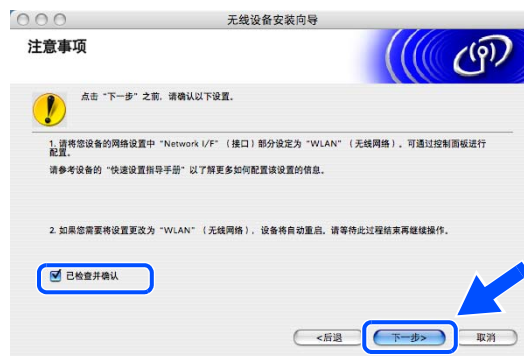 无线设备安装向导
注意事项
点击“下一步”之前，请确认以下设置。
1. 请将您设备的网络设置中“Network I/F”（接口）部分设定为“WLAN”（无线网络），可通过控制面板进行
配置。
请参考设备的“快速设置指导手册”以了解更多如何配置该设置的信息。
2. 如果您需要将设置更改为“WLAN”（无线网络），设备将自动重启。请等待此过程结束再继续操作。
已检查并确认
<后退
下一步>
取消